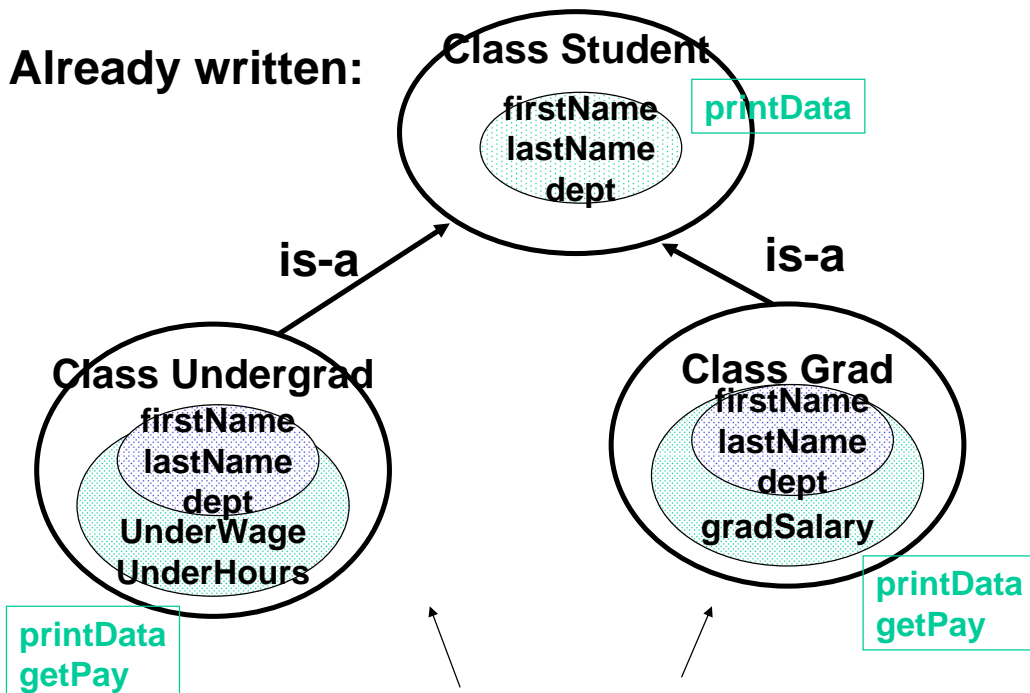 Already written:
Class Student
firstName
lastName
dept
printData
is-a
is-a
Class Undergrad
firstName
lastName
dept
UnderWage
UnderHours
printData
getPay
Class Grad
firstName
lastName
dept
gradSalary
printData
getPay